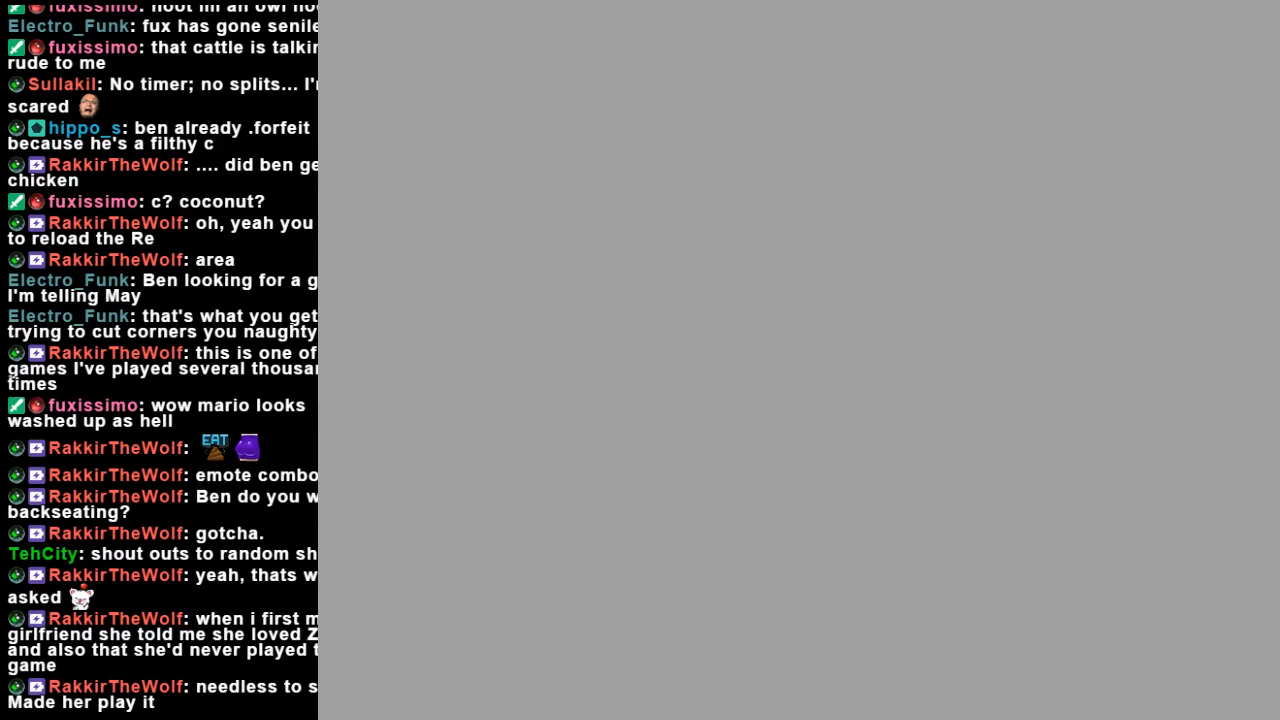 fuxissimo: hoot im an owl
Electro_Funk: fux has gone senile
fuxissimo: that cattle is
rude to me
Sullakil: No timer; no splits...
scared
hippo_s: ben already .forfeit
because he's a filthy c
RakkirTheWolf: .... did ben
chicken
fuxissimo: c? coconut?
RakkirTheWolf: oh, yeah you
to reload the Re
RakkirTheWolf: area
Electro_Funk: Ben looking for a
I'm telling May
Electro_Funk: that's what you get
trying to cut corners you naughty
RakkirTheWolf: this is one of
games I've played several
times
fuxissimo: wow mario looks
washed up as hell
RakkirTheWolf: EAT
RakkirTheWolf: emote combo
RakkirTheWolf: Ben do you
backseating?
RakkirTheWolf: gotcha.
TehCity: shout outs to random
RakkirTheWolf: yeah, thats
asked
RakkirTheWolf: when i first
girlfriend she told me she loved
and also that she'd never played
game
RakkirTheWolf: needless to
Made her play it